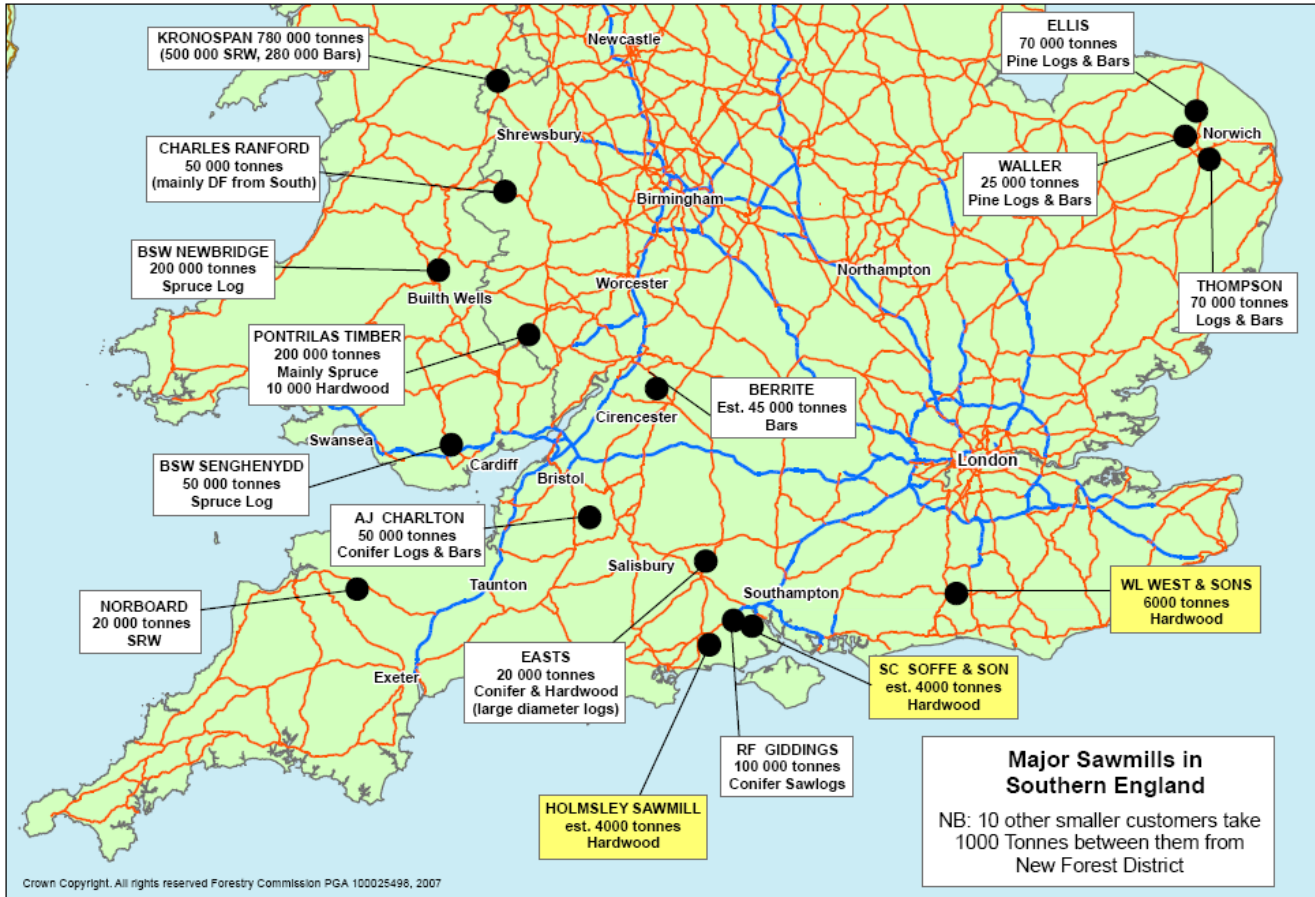 KRONOSPAN 780 000 tonnes
(500 000 SRW, 280 000 Bars)
Newcastle
ELLIS
70 000 tonnes
Pine Logs & Bars
CHARLES RANFORD
50 000 tonnes
(mainly DF from South)
Shrewsbury
Birmingham
WALLER
25 000 tonnes
Pine Logs & Bars
Norwich
BSW NEWBRIDGE
200 000 tonnes
Spruce Log
Builth Wells
Worcester
Northampton
THOMPSON
70 000 tonnes
Logs & Bars
PONTRILAS TIMBER
200 000 tonnes
Mainly Spruce
10 000 Hardwood
BERRITE
Est. 45 000 tonnes
Bars
Cirencester
Swansea
Cardiff
Bristol
London
BSW SENGHENYDD
50 000 tonnes
Spruce Log
AJ CHARLTON
50 000 tonnes
Conifer Logs & Bars
Salisbury
Taunton
Southampton
NORBOARD
20 000 tonnes
SRW
Exeter
EASTS
20 000 tonnes
Conifer & Hardwood
(large diameter logs)
WL WEST & SONS
6000 tonnes
Hardwood
SC SOFFE & SON
est. 4000 tonnes
Hardwood
RF GIDDINGS
100 000 tonnes
Conifer Sawlogs
HOLMSLEY SAWMILL
est. 4000 tonnes
Hardwood
Major Sawmills in
Southern England
NB: 10 other smaller customers take
1000 Tonnes between them from
New Forest District
Crown Copyright. All rights reserved Forestry Commission PGA 100025498, 2007